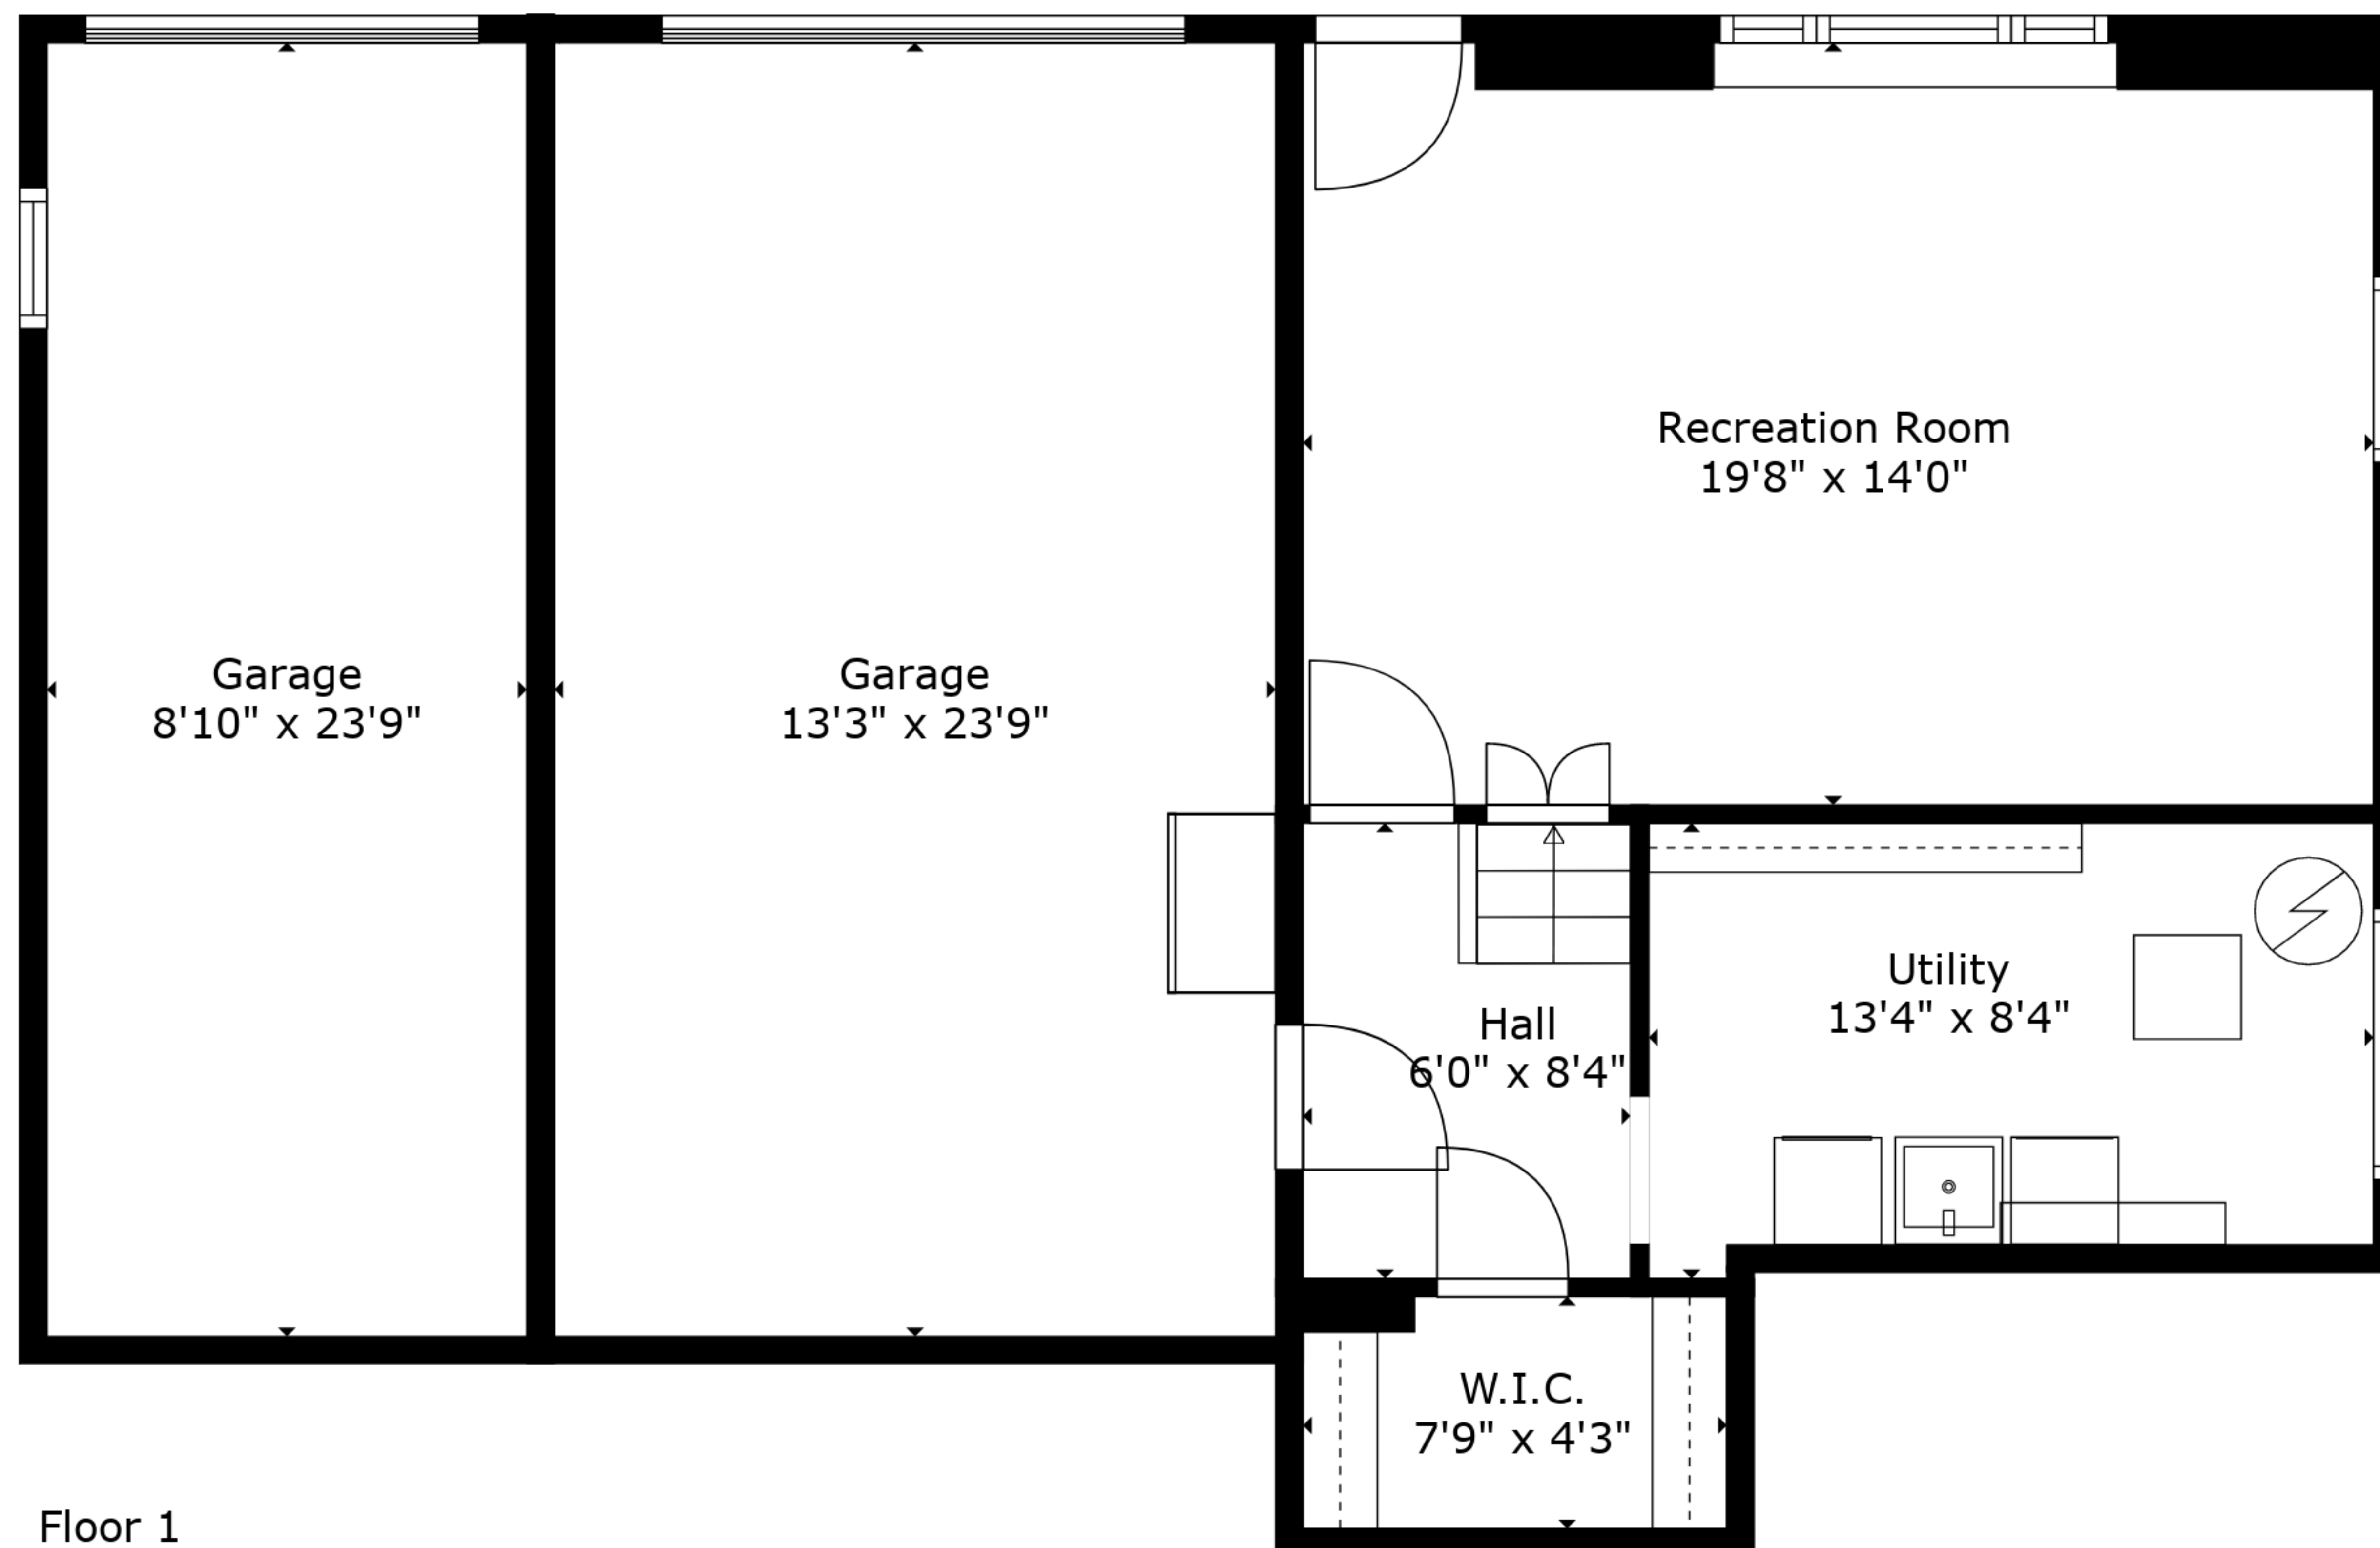 Recreation Room
19'8" x 14'0"
Garage
8'10" x 23'9"
Garage
13'3" x 23'9"
Utility
13'4" x 8'4"
Hall
6'0" x 8'4"
W.I.C.
7'9" x 4'3"
Floor 1